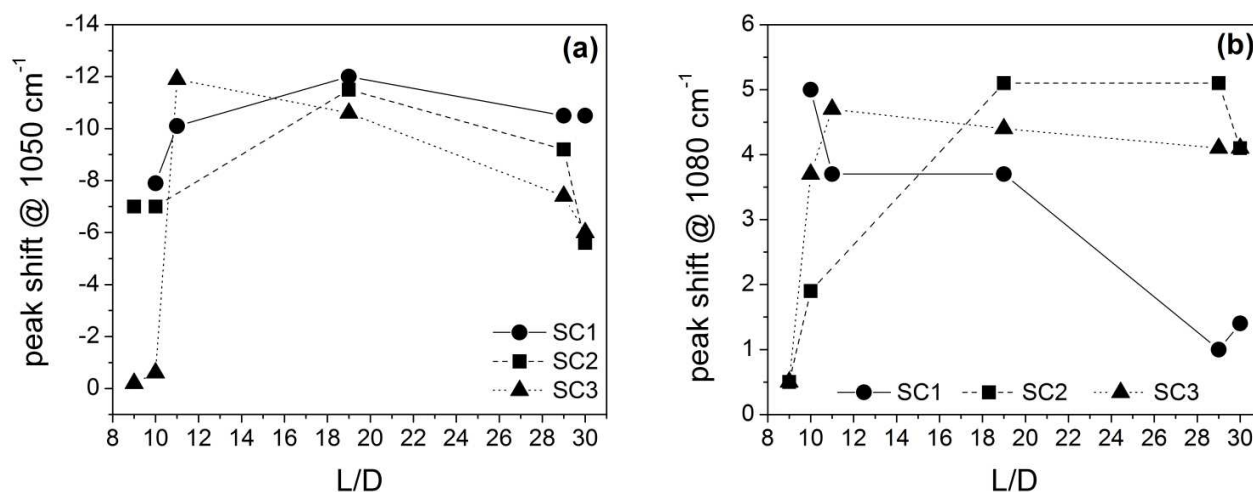 (a)
peak shift @ 1050 cm⁻¹
-14
-12
-10
-8
-6
-4
-2
0
8 10 12 14 16 18 20 22 24 26 28 30
L/D
SC1
SC2
SC3
(b)
peak shift @ 1080 cm⁻¹
6
5
4
3
2
1
0
8 10 12 14 16 18 20 22 24 26 28 30
L/D
SC1 SC2 SC3